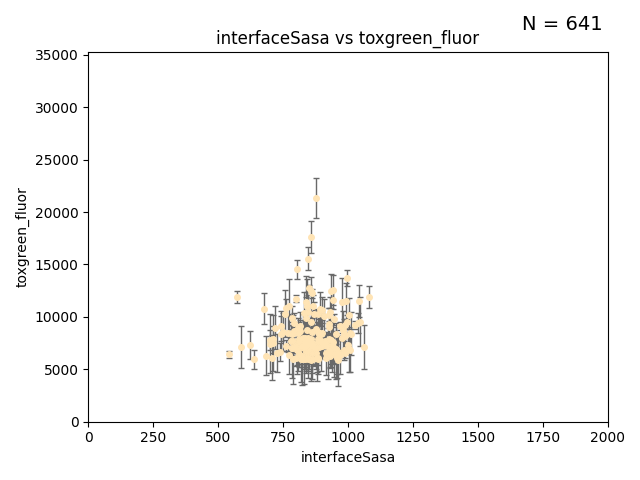 N = 641
interfaceSasa vs toxgreen_fluor
35000
30000
25000
20000
15000
10000
5000
0
toxgreen_fluor
0 250 500 750 1000 1250 1500 1750 2000
interfaceSasa